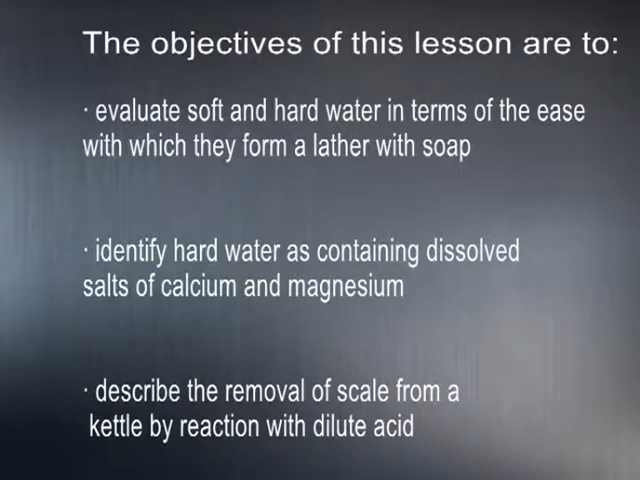 The objectives of this lesson are to:
· evaluate soft and hard water in terms of the ease
with which they form a lather with soap
· identify hard water as containing dissolved
salts of calcium and magnesium
· describe the removal of scale from a
kettle by reaction with dilute acid